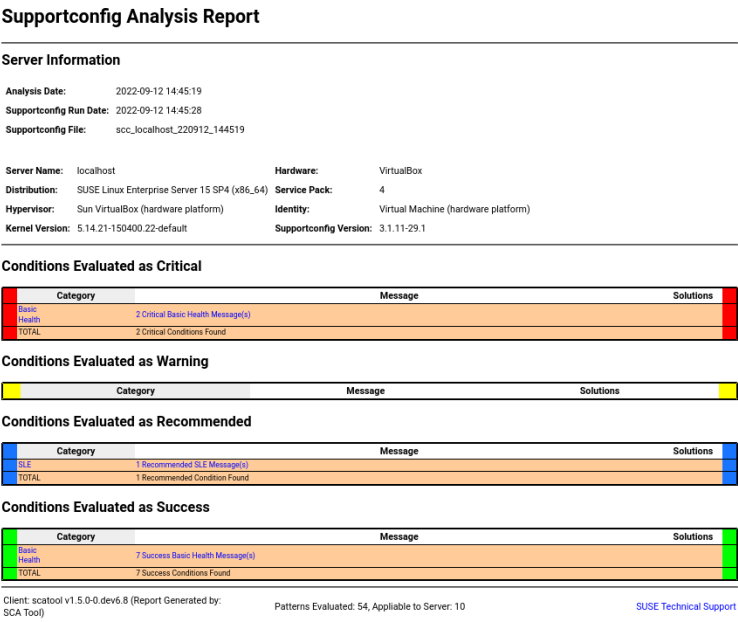 Supportconfig Analysis Report
Server Information
Analysis Date: 2022-09-12 14:45:19
Supportconfig Run Date: 2022-09-12 14:45:28
Supportconfig File: scc_localhost_220912_144519
Server Name: localhost Hardware: VirtualBox
Distribution: SUSE Linux Enterprise Server 15 SP4 (x86_64) Service Pack: 4
Hypervisor: Sun VirtualBox (hardware platform) Identity: Virtual Machine (hardware platform)
Kernel Version: 5.14.21-150400.22-default Supportconfig Version: 3.1.11-29.1
Conditions Evaluated as Critical
Category Message Solutions
Basic
Health 2 Critical Basic Health Message(s)
TOTAL 2 Critical Conditions Found
Conditions Evaluated as Warning
Category Message Solutions
Conditions Evaluated as Recommended
Category Message Solutions
SLE 1 Recommended SLE Message(s)
TOTAL 1 Recommended Condition Found
Conditions Evaluated as Success
Category Message Solutions
Basic
Health 7 Success Basic Health Message(s)
TOTAL 7 Success Conditions Found
Client: scatool v1.5.0-0.dev6.8 (Report Generated by:
SCA Tool) Patterns Evaluated: 54, Appliable to Server: 10 SUSE Technical Support